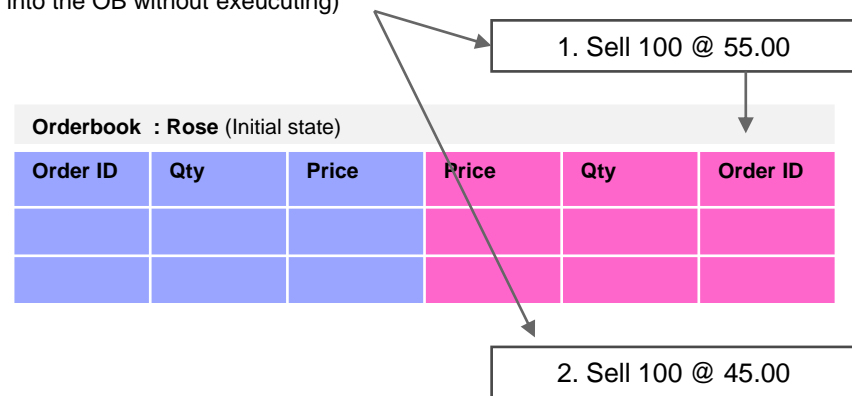 into the OB without exeucuting)
1. Sell 100 @ 55.00
Orderbook : Rose (Initial state)
Order ID Qty Price Price Qty Order ID
2. Sell 100 @ 45.00